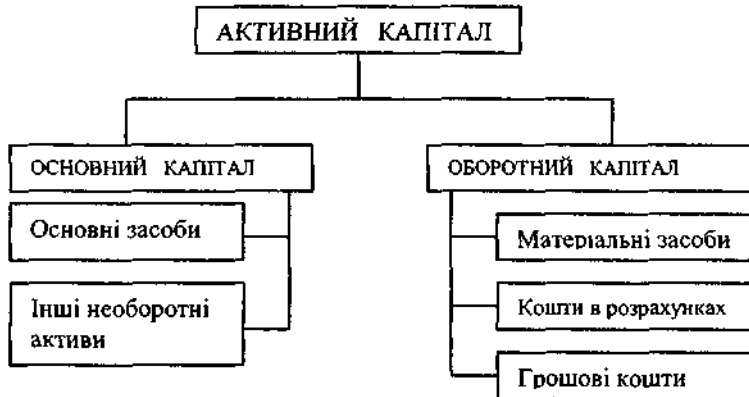 АКТИВНИЙ КАПІТАЛ
ОСНОВНИЙ КАПІТАЛ
ОБОРОТНИЙ КАПІТАЛ
Основні засоби
Матеріальні засоби
Інші необоротні
активи
Кошти в розрахунках
Грошові кошти